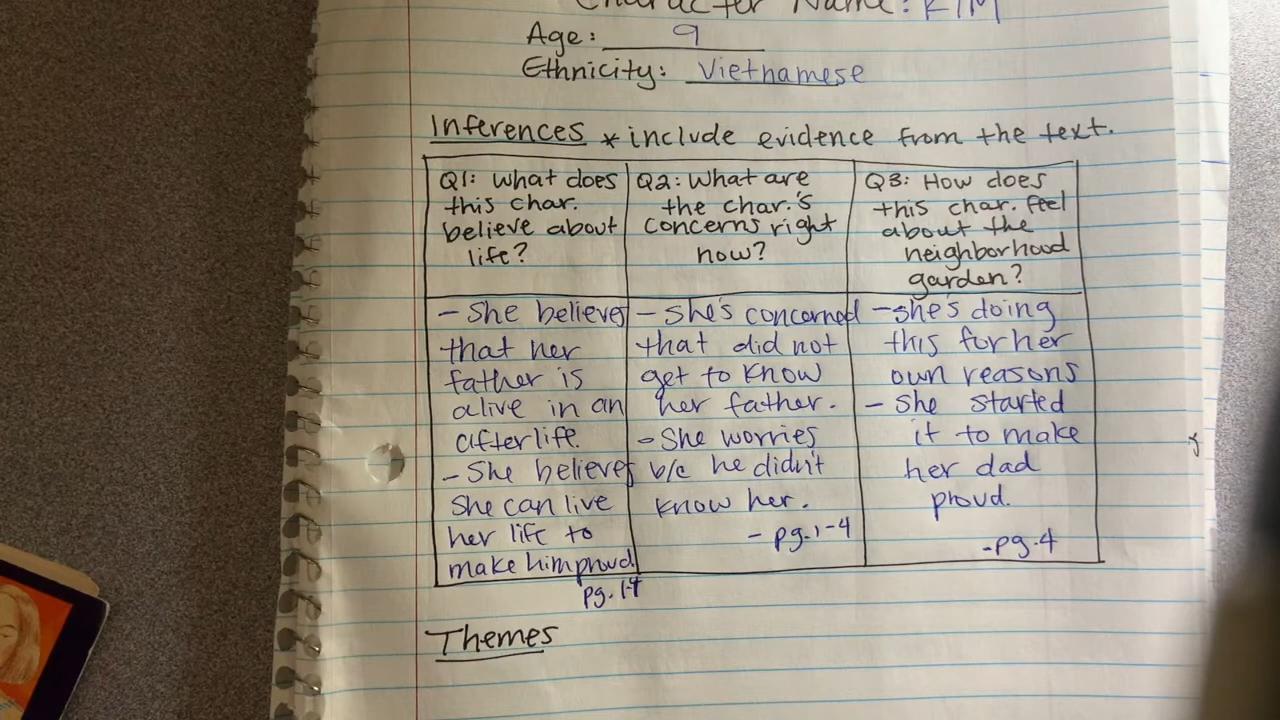 Character Name: KIM
Age: 9
Ethnicity: Vietnamese
Inferences * include evidence from the text.
Q1: What does
this char.
believe about
life?
Q2: What are
the char.'s
concerns right
now?
Q3: How does
this char. feel
about the
neighborhood
garden?
- She believes
that her
father is
alive in an
afterlife.
- She believes
she can live
her life to
make him proud
pg. 1-4
- she's concerned
that did not
get to know
her father.
- She worries
b/c he didn't
know her.
- pg. 1-4
- she's doing
this for her
own reasons
- She started
it to make
her dad
proud.
- pg. 4
Themes